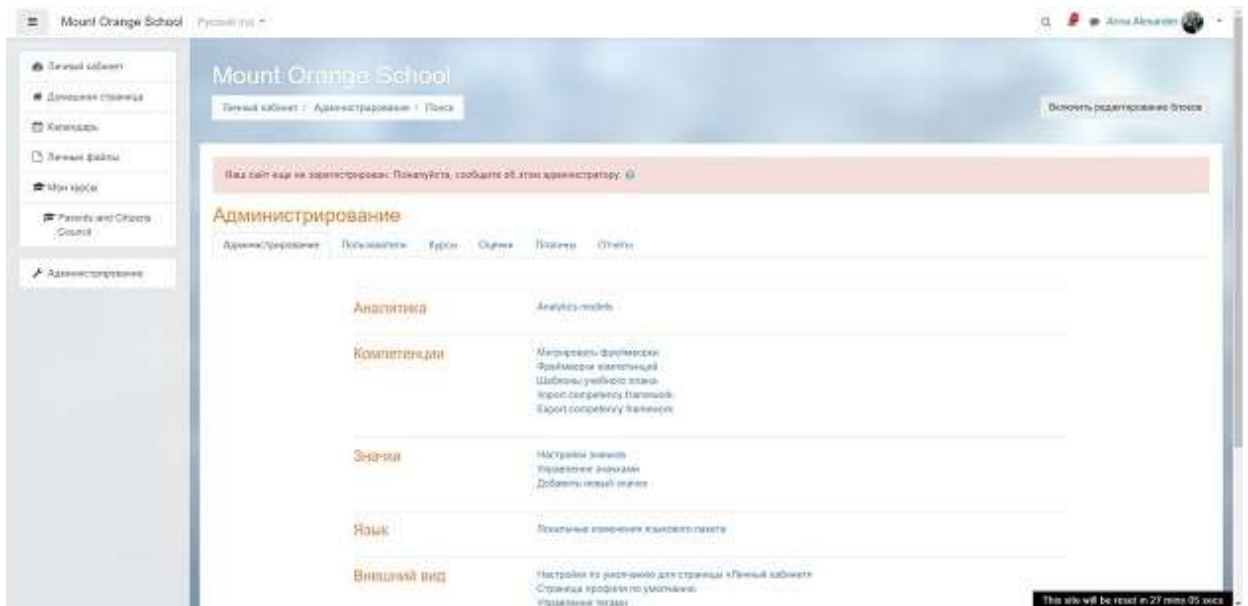 Mount Orange School Русский (ru)
Anna Alexander
Личный кабинет
Домашняя страница
Календарь
Личные файлы
Мои курсы
Parents and Citizens
Council
Администрирование
Mount Orange School
Личный кабинет / Администрирование / Поиск
Включить редактирование блоков
Ваш сайт еще не зарегистрирован. Пожалуйста, сообщите об этом администратору.
Администрирование
Администрирование Пользователи Курсы Оценки Плагины Отчеты
Аналитика
Analytics models
Компетенции
Мигрировать фреймворки
Фреймворки компетенций
Шаблоны учебного плана
Import competency framework
Export competency framework
Значки
Настройки значков
Управление значками
Добавить новый значок
Язык
Локальные изменения языкового пакета
Внешний вид
Настройки по умолчанию для страницы «Личный кабинет»
Страница профиля по умолчанию
Управление тегами
This site will be reset in 27 mins 05 secs